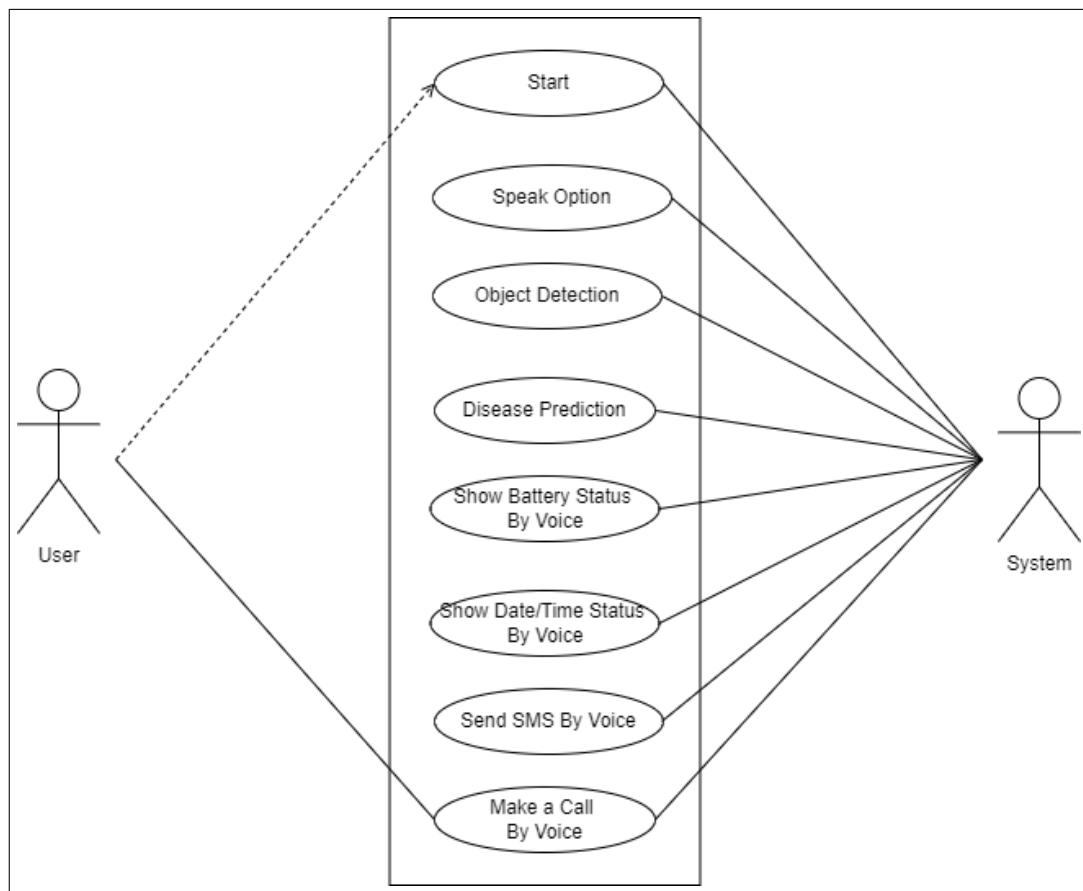 Start
Speak Option
Object Detection
Disease Prediction
Show Battery Status
By Voice
Show Date/Time Status
By Voice
Send SMS By Voice
Make a Call
By Voice
User
System